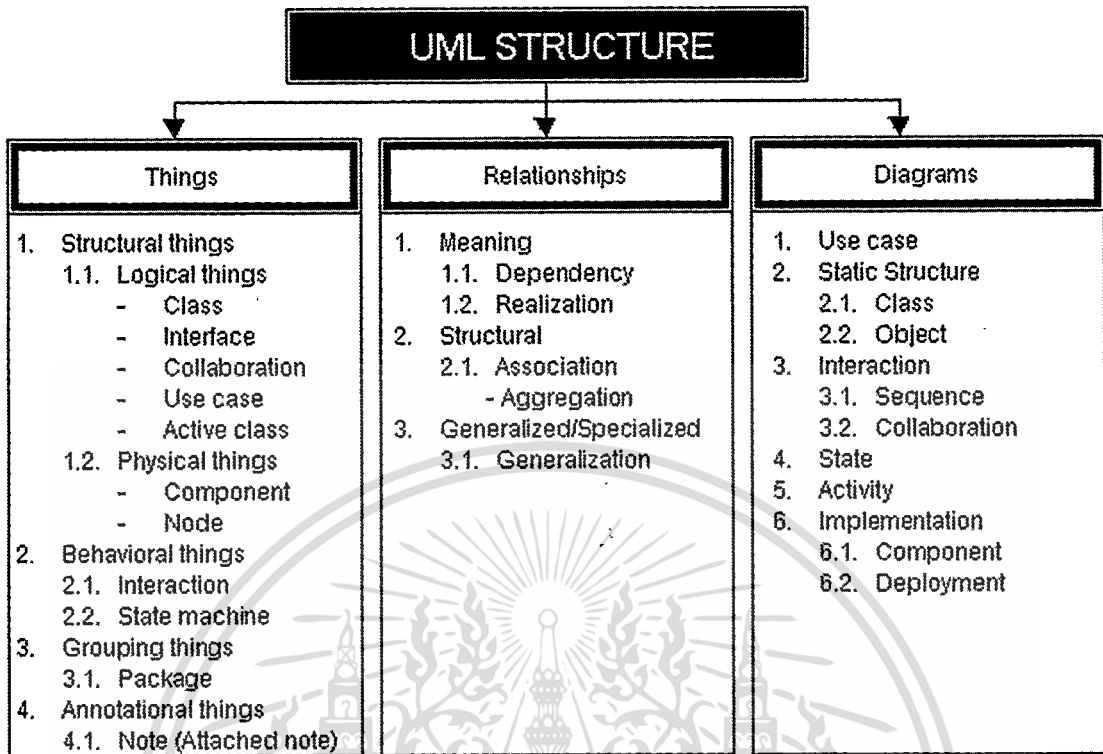 UML STRUCTURE
Things
1. Structural things
1.1. Logical things
- Class
- Interface
- Collaboration
- Use case
- Active class
1.2. Physical things
- Component
- Node
2. Behavioral things
2.1. Interaction
2.2. State machine
3. Grouping things
3.1. Package
4. Annotational things
4.1. Note (Attached note)
Relationships
1. Meaning
1.1. Dependency
1.2. Realization
2. Structural
2.1. Association
- Aggregation
3. Generalized/Specialized
3.1. Generalization
Diagrams
1. Use case
2. Static Structure
2.1. Class
2.2. Object
3. Interaction
3.1. Sequence
3.2. Collaboration
4. State
5. Activity
6. Implementation
6.1. Component
6.2. Deployment